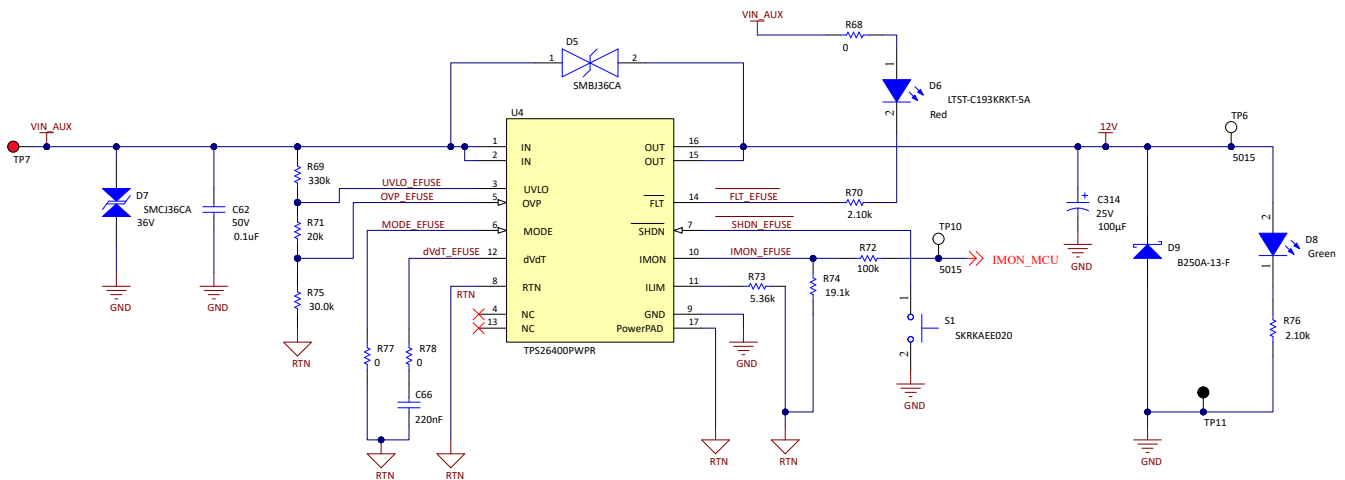 VIN_AUX
TP7
D7
SMCJ36CA
36V
GND
C62
50V
0.1uF
GND
R69
330k
R71
20k
R75
30.0k
RTN
UVLO_EFUSE
OVP_EFUSE
MODE_EFUSE
dVdT_EFUSE
RTN
R77
0
R78
0
C66
220nF
RTN
RTN
D5
1
2
SMBJ36CA
U4
1
IN
2
IN
3
UVLO
5
OVP
6
MODE
12
dVdT
8
RTN
4
NC
13
NC
OUT
16
OUT
15
FLT
14
SHDN
7
IMON
10
ILIM
11
GND
9
PowerPAD
17
TPS26400PWPR
VIN_AUX
R68
0
1
D6
LTST-C193KRKT-5A
Red
2
FLT_EFUSE
R70
2.10k
SHDN_EFUSE
IMON_EFUSE
R72
100k
TP10
5015
IMON_MCU
R73
5.36k
R74
19.1k
GND
RTN
RTN
1
S1
SKRKAEE020
2
GND
12V
C314
25V
100µF
+
GND
TP6
5015
D9
B250A-13-F
2
D8
Green
1
R76
2.10k
TP11
GND